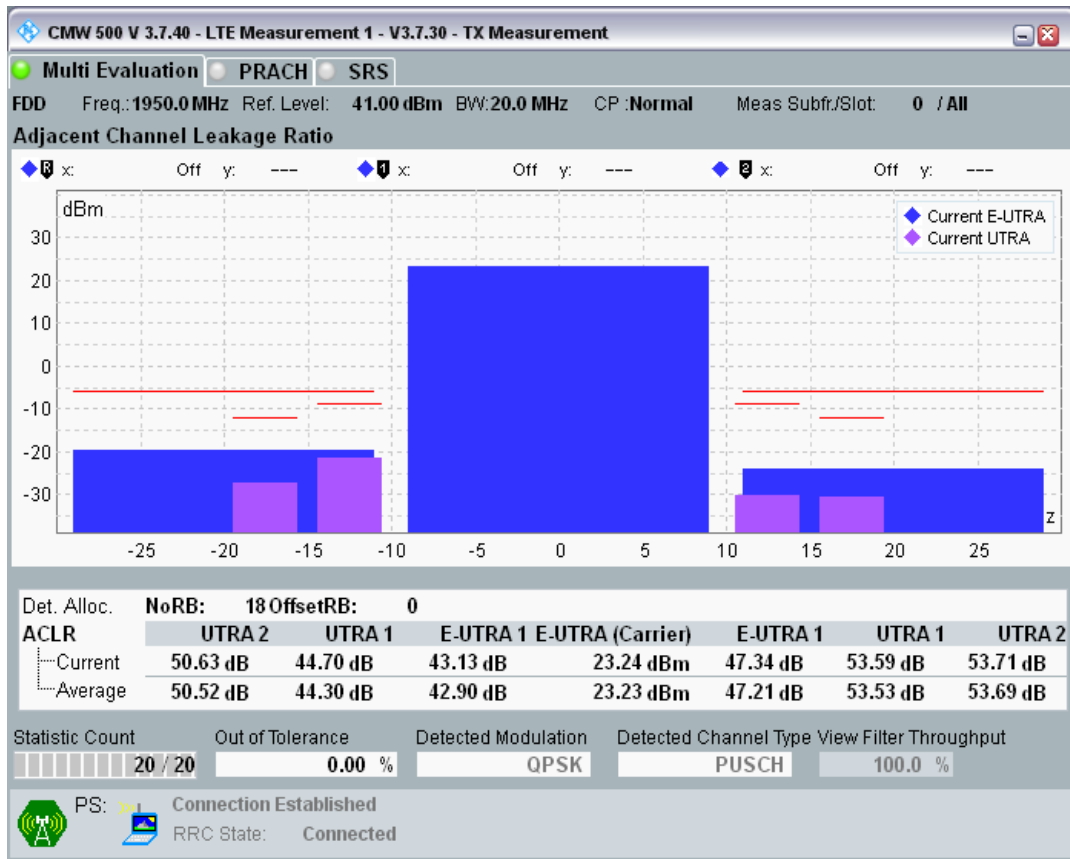 CMW 500 V 3.7.40 - LTE Measurement 1 - V3.7.30 - TX Measurement
Multi Evaluation PRACH SRS
FDD Freq.: 1950.0 MHz Ref. Level: 41.00 dBm BW: 20.0 MHz CP : Normal Meas Subfr./Slot: 0 / All
Adjacent Channel Leakage Ratio
R x: Off y: --- 1 x: Off y: --- 2 x: Off y: ---
dBm
Current E-UTRA
Current UTRA
30
20
10
0
-10
-20
-30
z
-25 -20 -15 -10 -5 0 5 10 15 20 25
Det. Alloc. NoRB: 18 OffsetRB: 0
ACLR UTRA 2 UTRA 1 E-UTRA 1 E-UTRA (Carrier) E-UTRA 1 UTRA 1 UTRA 2
Current 50.63 dB 44.70 dB 43.13 dB 23.24 dBm 47.34 dB 53.59 dB 53.71 dB
Average 50.52 dB 44.30 dB 42.90 dB 23.23 dBm 47.21 dB 53.53 dB 53.69 dB
Statistic Count Out of Tolerance Detected Modulation Detected Channel Type View Filter Throughput
20 / 20 0.00 % QPSK PUSCH 100.0 %
PS: Connection Established
RRC State: Connected